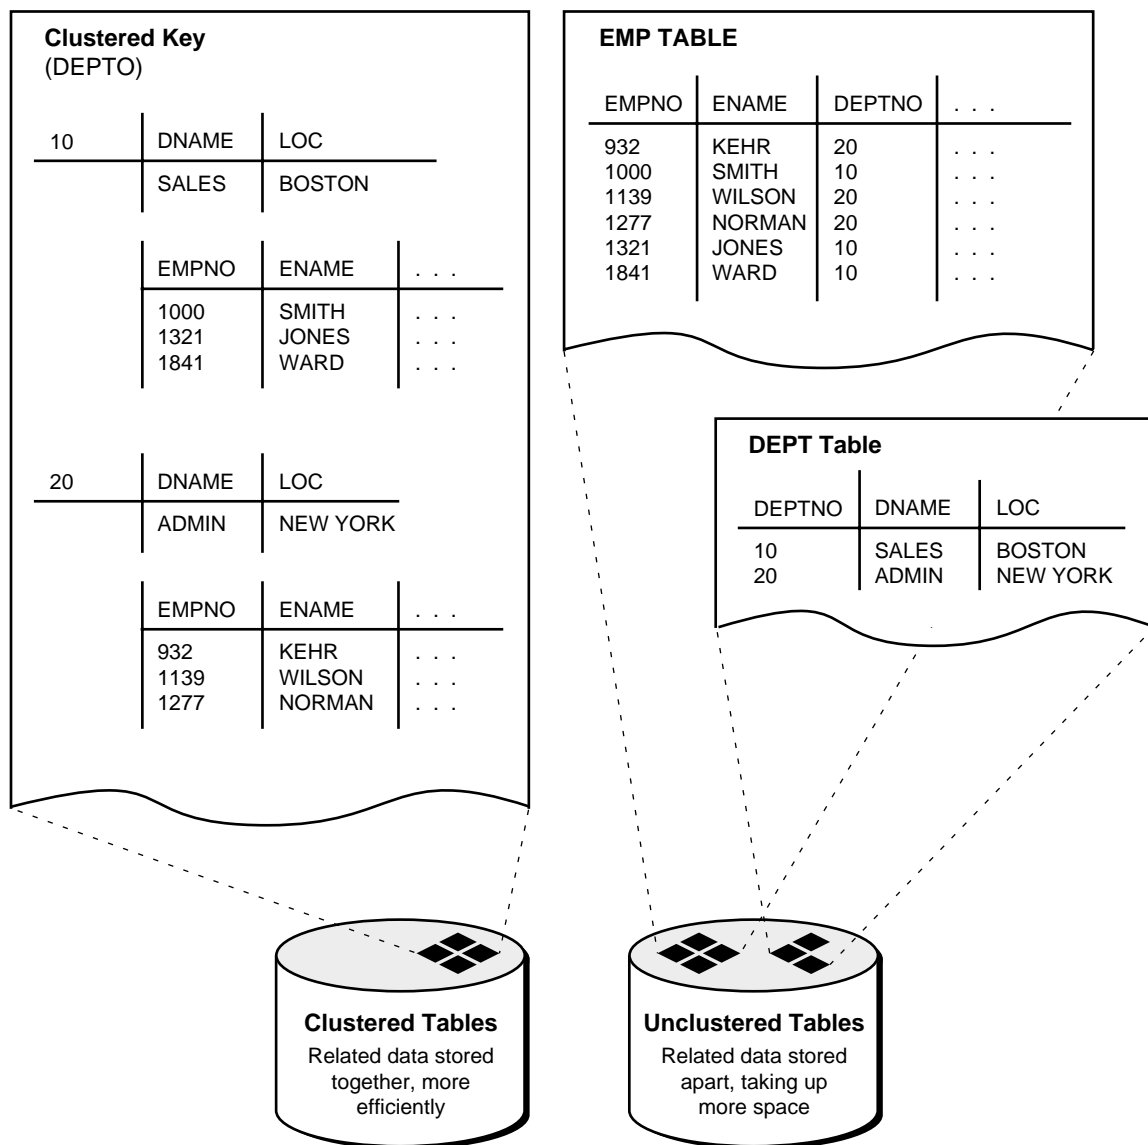 Clustered Key
(DEPTO)
10 DNAME LOC
SALES BOSTON
EMPNO ENAME . . .
1000 SMITH . . .
1321 JONES . . .
1841 WARD . . .
20 DNAME LOC
ADMIN NEW YORK
EMPNO ENAME . . .
932 KEHR . . .
1139 WILSON . . .
1277 NORMAN . . .
EMP TABLE
EMPNO ENAME DEPTNO . . .
932 KEHR 20 . . .
1000 SMITH 10 . . .
1139 WILSON 20 . . .
1277 NORMAN 20 . . .
1321 JONES 10 . . .
1841 WARD 10 . . .
DEPT Table
DEPTNO DNAME LOC
10 SALES BOSTON
20 ADMIN NEW YORK
Clustered Tables
Related data stored
together, more
efficiently
Unclustered Tables
Related data stored
apart, taking up
more space